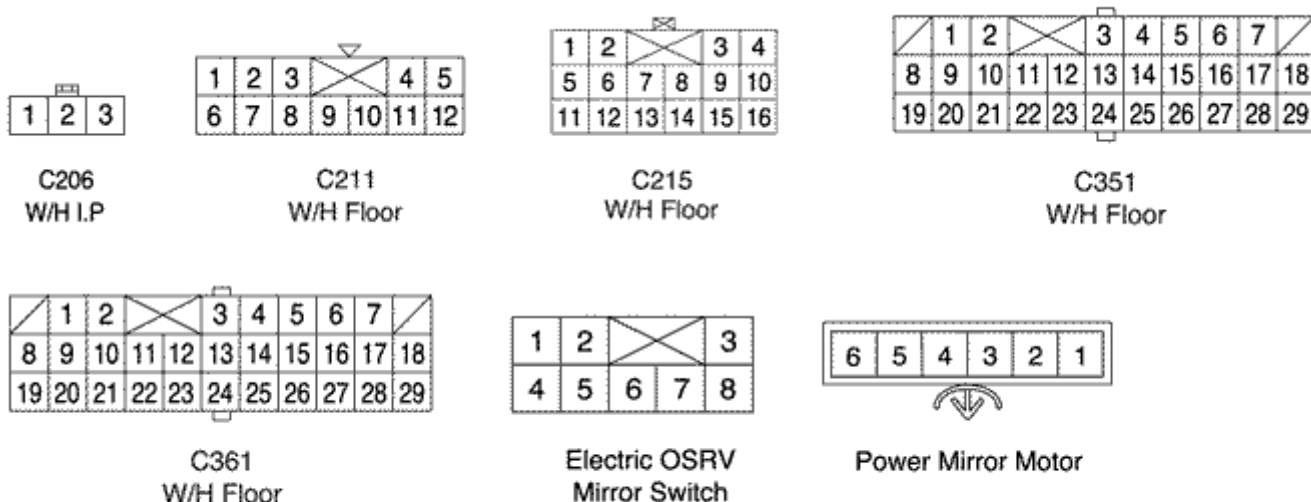 1 2 3
C206
W/H I.P
1 2 3 4 5
6 7 8 9 10 11 12
C211
W/H Floor
1 2 3 4
5 6 7 8 9 10
11 12 13 14 15 16
C215
W/H Floor
1 2 3 4 5 6 7
8 9 10 11 12 13 14 15 16 17 18
19 20 21 22 23 24 25 26 27 28 29
C351
W/H Floor
1 2 3 4 5 6 7
8 9 10 11 12 13 14 15 16 17 18
19 20 21 22 23 24 25 26 27 28 29
C361
W/H Floor
1 2 3
4 5 6 7 8
Electric OSRV
Mirror Switch
6 5 4 3 2 1
Power Mirror Motor